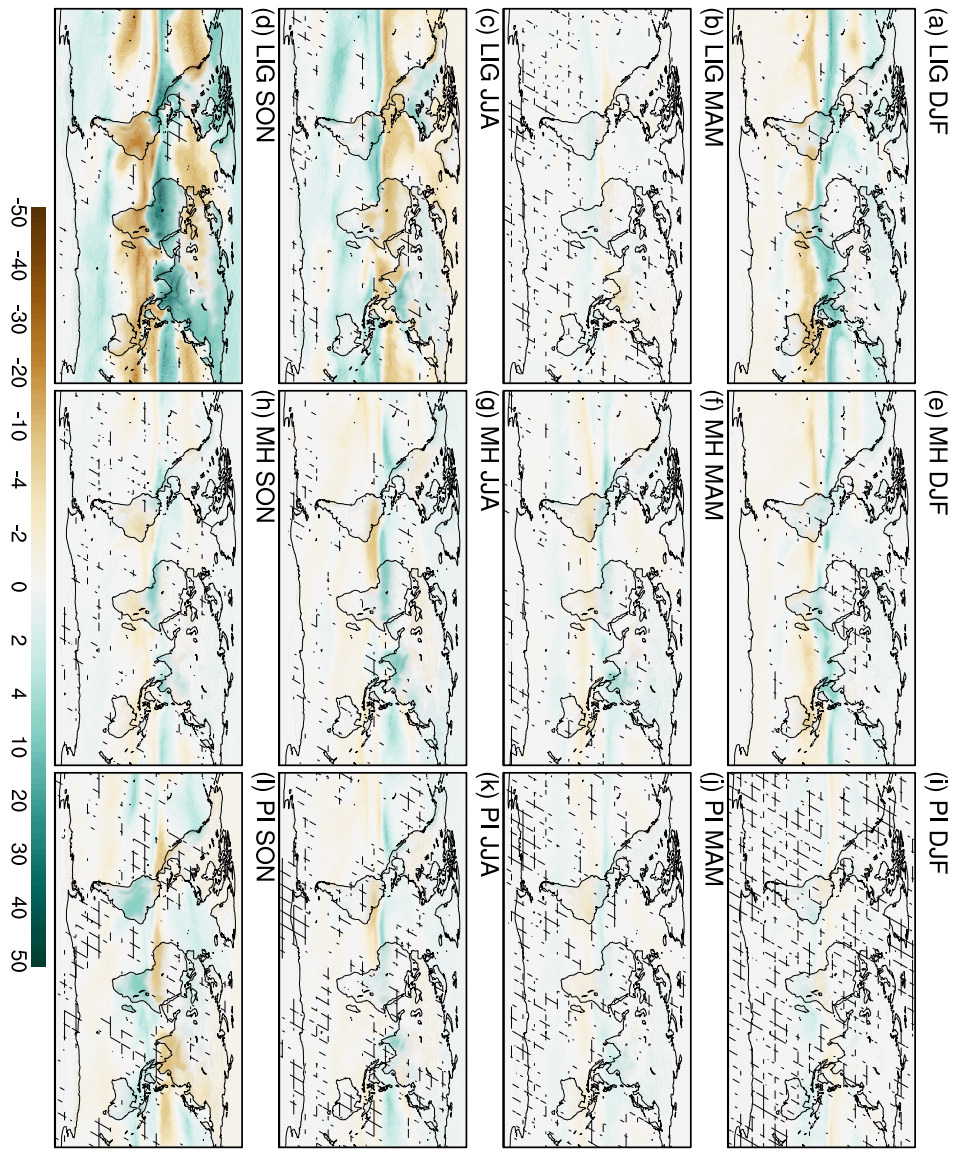 (a) LIG DJF
(e) MH DJF
(i) PI DJF
(b) LIG MAM
(f) MH MAM
(j) PI MAM
(c) LIG JJA
(g) MH JJA
(k) PI JJA
(d) LIG SON
(h) MH SON
(l) PI SON
-50 -40 -30 -20 -10 -4 -2 0 2 4 10 20 30 40 50